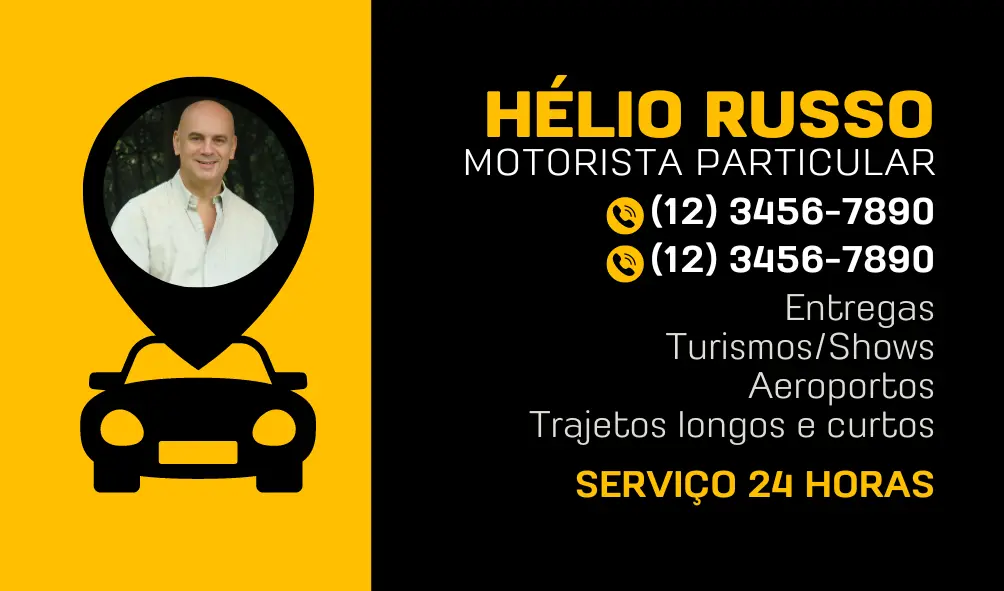 HÉLIO RUSSO
MOTORISTA PARTICULAR
(12) 3456-7890
(12) 3456-7890
Entregas
Turismos/Shows
Aeroportos
Trajetos longos e curtos
SERVIÇO 24 HORAS